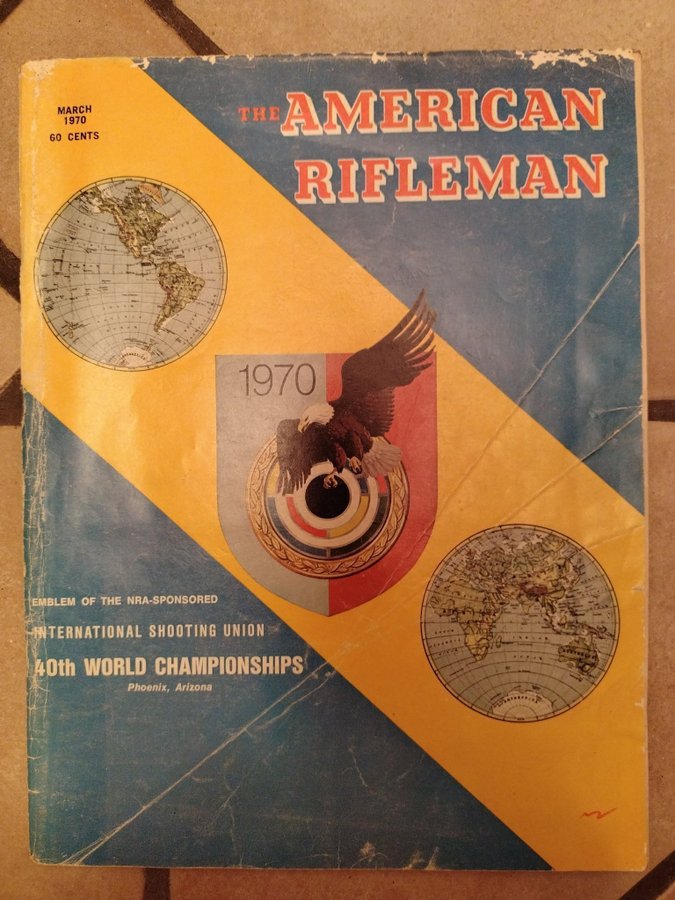 MARCH
1970
60 CENTS
THE AMERICAN
RIFLEMAN
1970
EMBLEM OF THE NRA-SPONSORED
INTERNATIONAL SHOOTING UNION
40th WORLD CHAMPIONSHIPS
Phoenix, Arizona